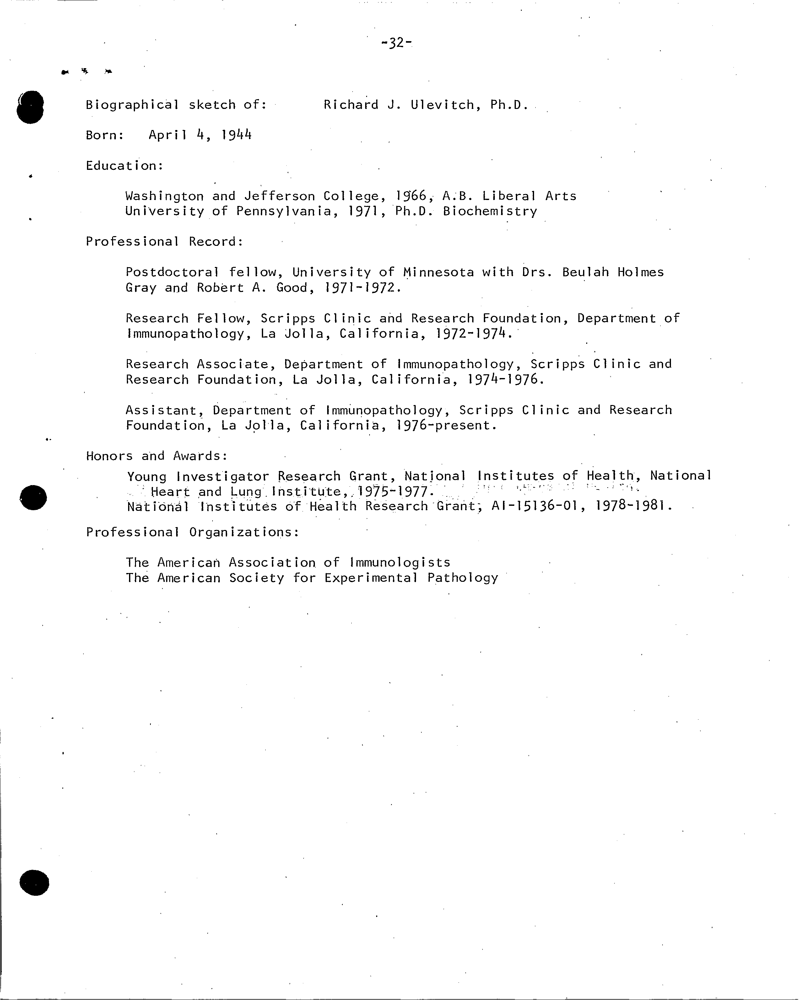 -32-
Biographical sketch of: Richard J. Ulevitch, Ph.D.
Born: April 4, 1944
Education:
Washington and Jefferson College, 1966, A.B. Liberal Arts
University of Pennsylvania, 1971, Ph.D. Biochemistry
Professional Record:
Postdoctoral fellow, University of Minnesota with Drs. Beulah Holmes
Gray and Robert A. Good, 1971-1972.
Research Fellow, Scripps Clinic and Research Foundation, Department of
Immunopathology, La Jolla, California, 1972-1974.
Research Associate, Department of Immunopathology, Scripps Clinic and
Research Foundation, La Jolla, California, 1974-1976.
Assistant, Department of Immunopathology, Scripps Clinic and Research
Foundation, La Jolla, California, 1976-present.
Honors and Awards:
Young Investigator Research Grant, National Institutes of Health, National
Heart and Lung Institute, 1975-1977.
National Institutes of Health Research Grant, AI-15136-01, 1978-1981.
Professional Organizations:
The American Association of Immunologists
The American Society for Experimental Pathology